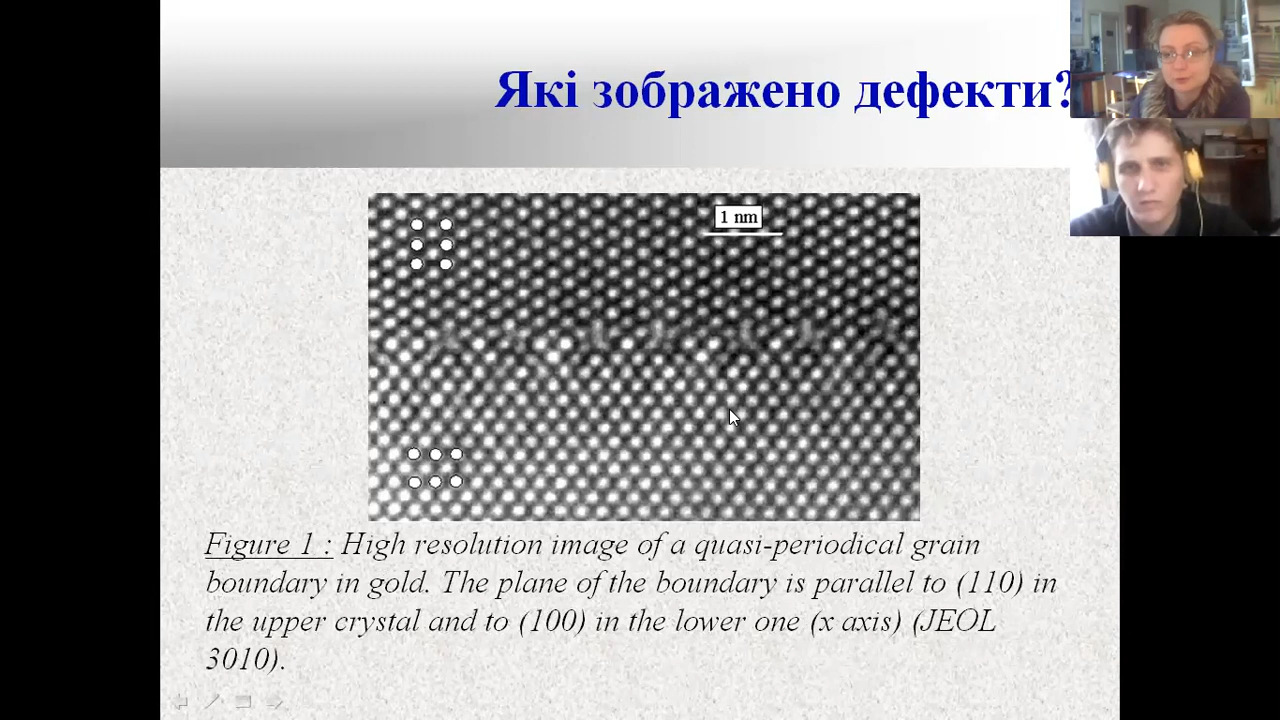 Які зображено дефекти?
1 nm
Figure 1 : High resolution image of a quasi-periodical grain
boundary in gold. The plane of the boundary is parallel to (110) in
the upper crystal and to (100) in the lower one (x axis) (JEOL
3010).